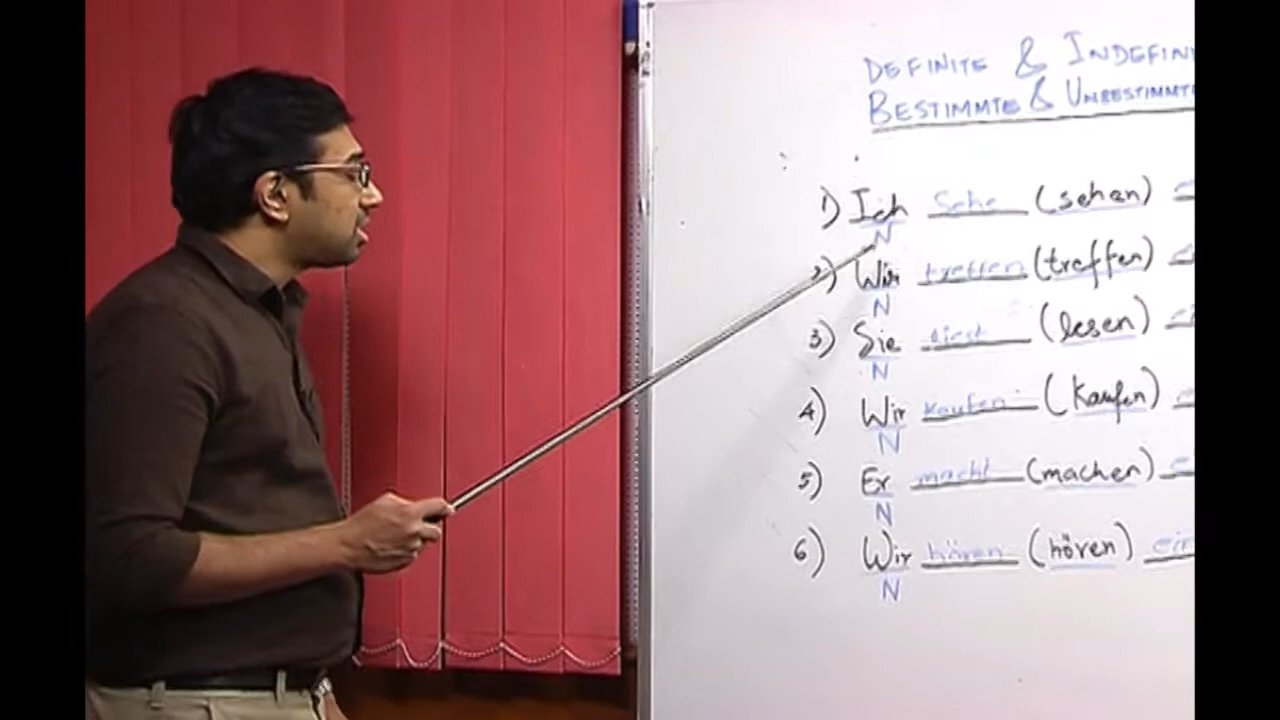 DEFINITE & INDEFINI
BESTIMMTE & UNBESTIMMTE
1) Ich sehe (sehen)
N
2) Wir treffen (treffen)
N
3) Sie liest (lesen)
N
4) Wir kaufen (kaufen)
N
5) Er macht (machen)
N
6) Wir hören (hören) ein
N